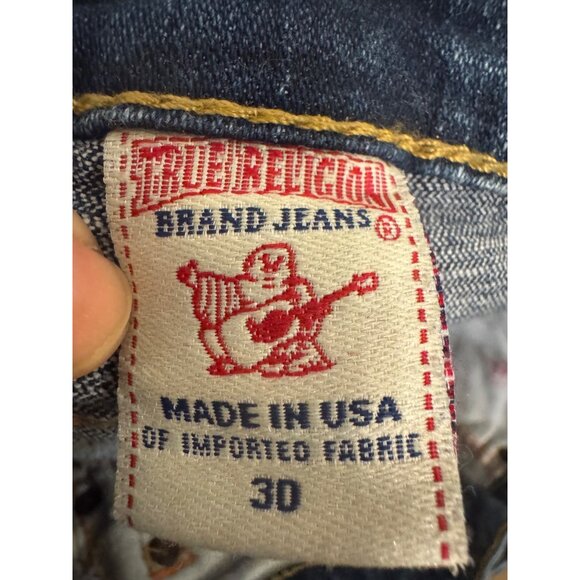 TRUE RELIGION
BRAND JEANS ®
MADE IN USA
OF IMPORTED FABRIC
30